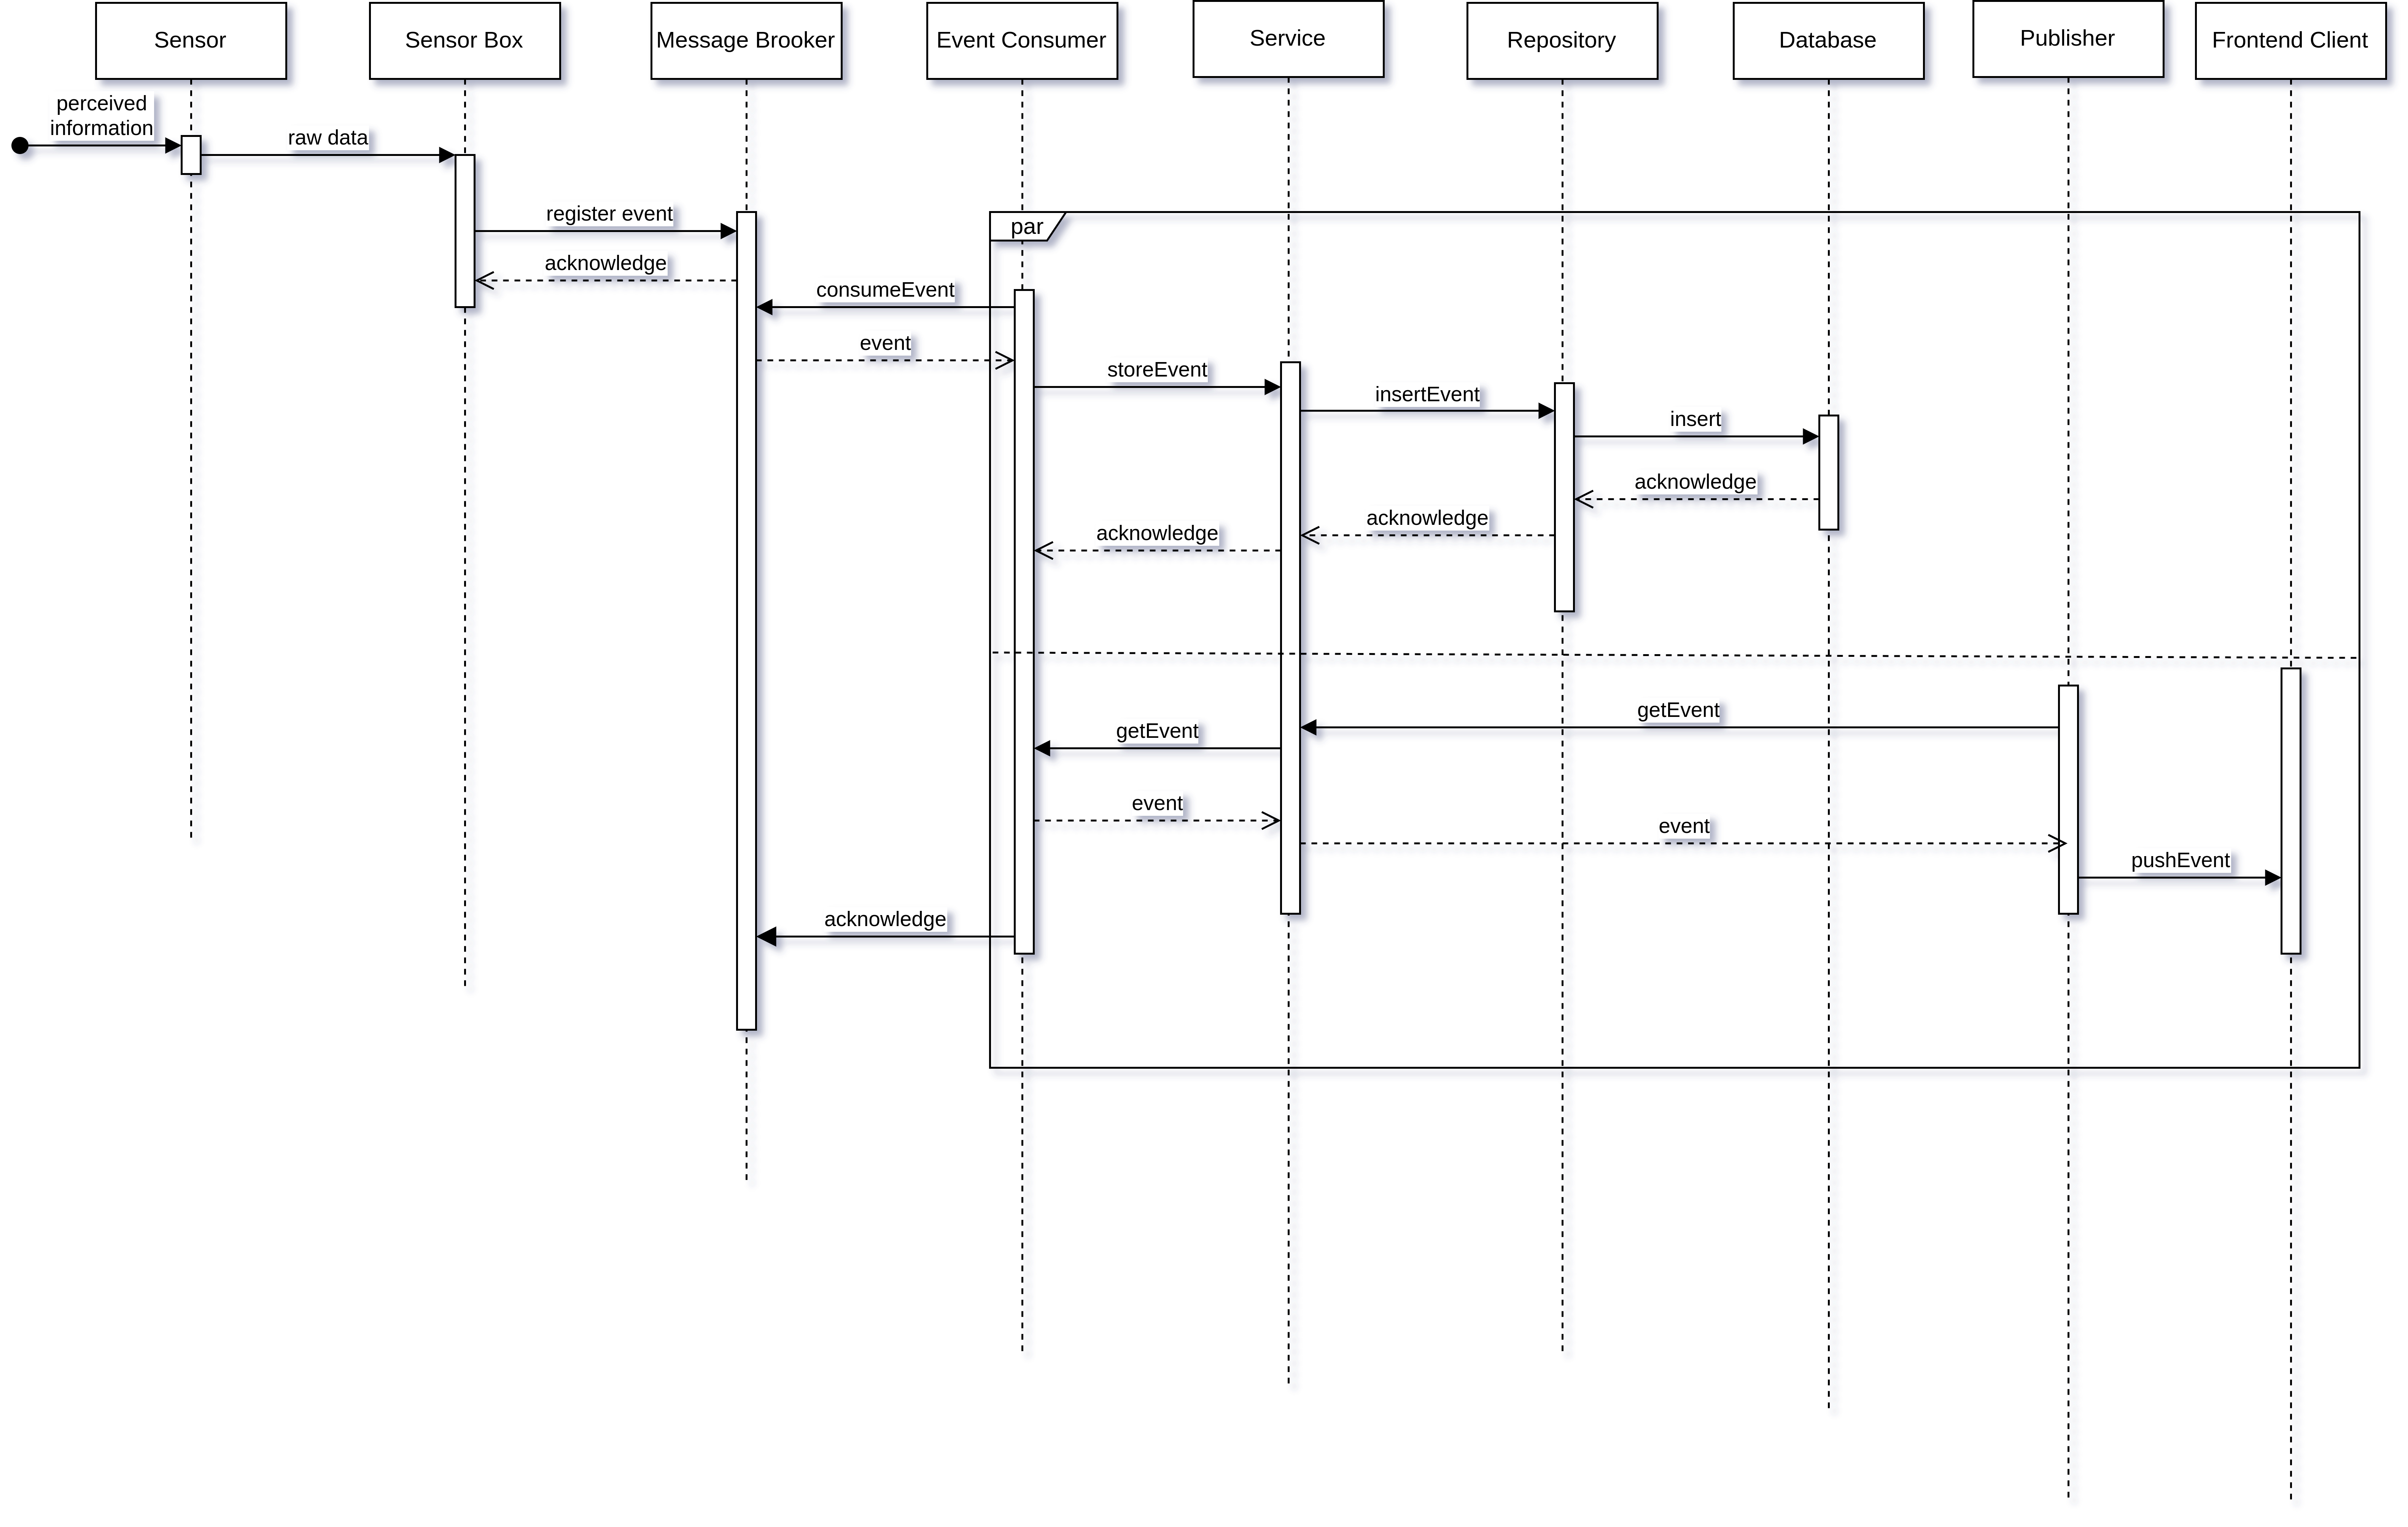 Sensor
Sensor Box
Message Brooker
Event Consumer
Service
Repository
Database
Publisher
Frontend Client
perceived
information
raw data
register event
par
acknowledge
consumeEvent
event
storeEvent
insertEvent
insert
acknowledge
acknowledge
acknowledge
getEvent
getEvent
event
event
pushEvent
acknowledge